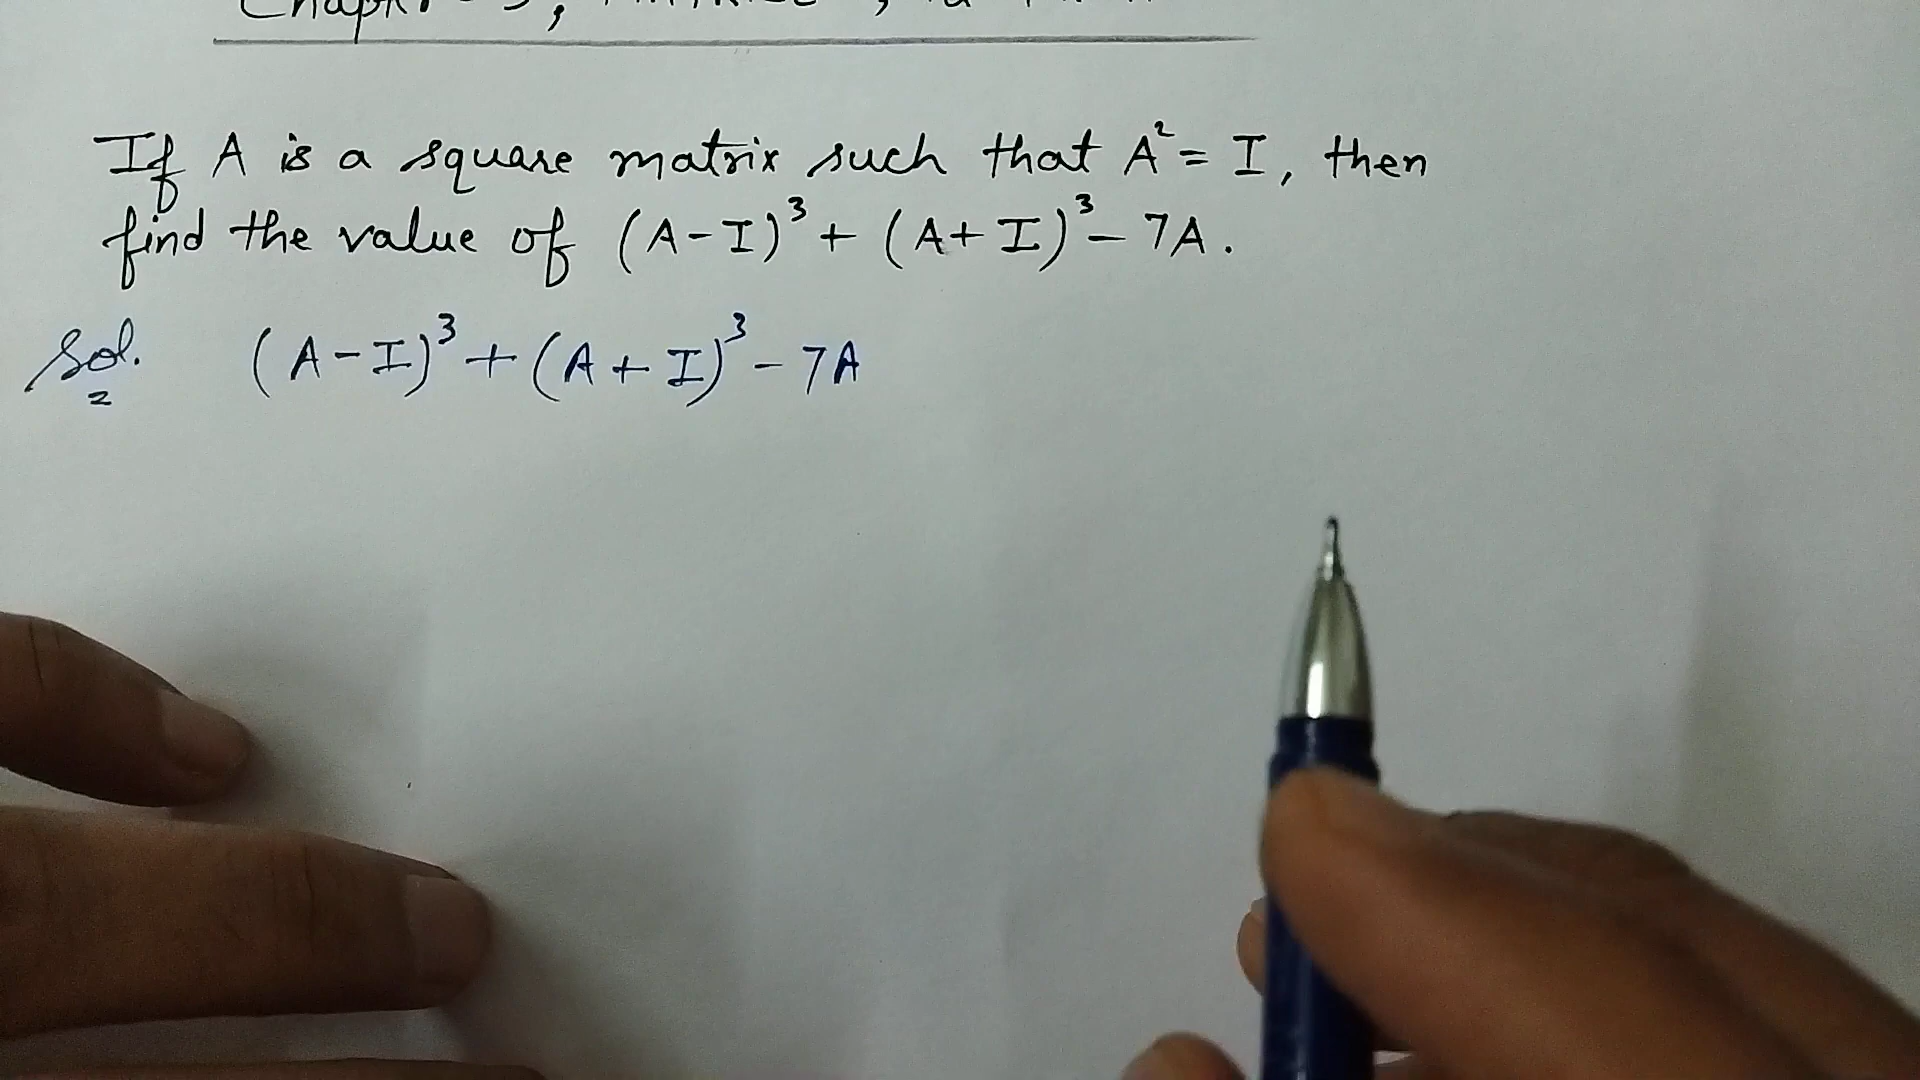 If A is a square matrix such that A² = I, then
find the value of (A-I)³ + (A+I)³ - 7A.
Sol. (A-I)³ + (A+I)³ - 7A